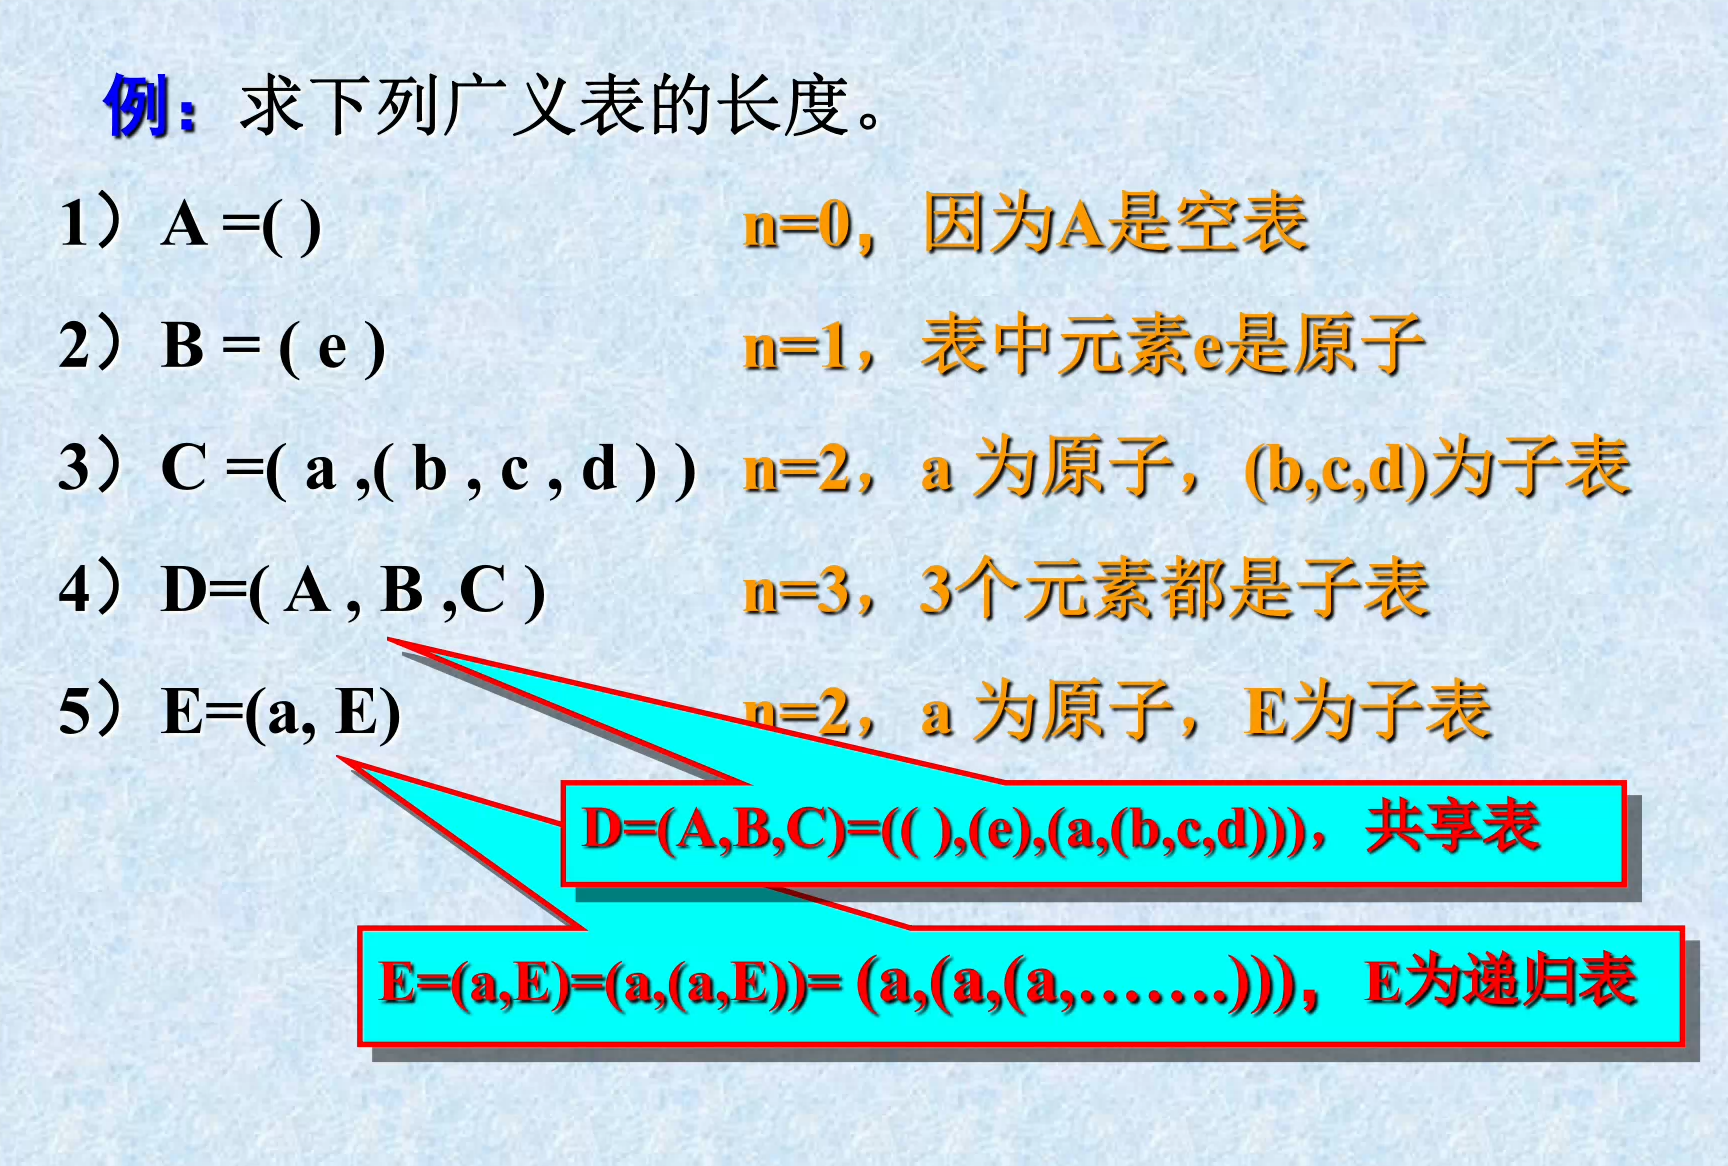 例：求下列广义表的长度。
1）A =( ) n=0，因为A是空表
2）B = ( e ) n=1，表中元素e是原子
3）C =( a ,( b , c , d ) ) n=2，a 为原子，(b,c,d)为子表
4）D=( A , B ,C ) n=3，3个元素都是子表
5）E=(a, E) n=2，a 为原子，E为子表
D=(A,B,C)=(( ),(e),(a,(b,c,d)))，共享表
E=(a,E)=(a,(a,E))= (a,(a,(a,…….)))，E为递归表